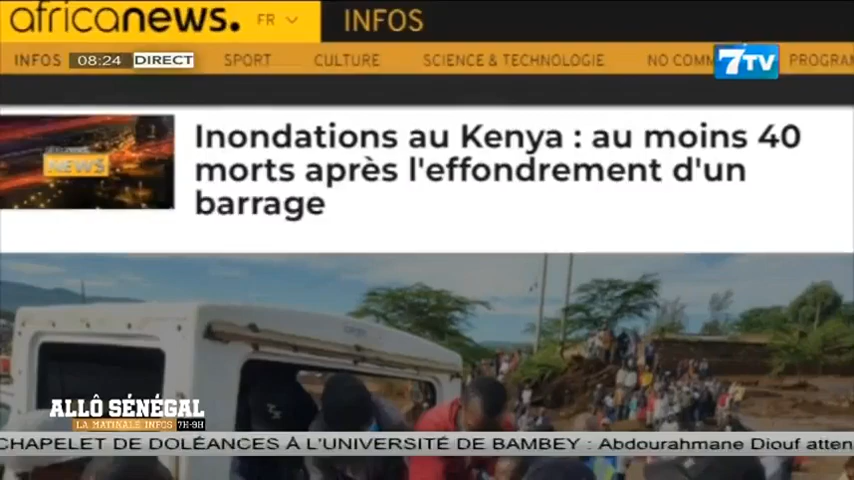 africanews.
FR
INFOS
INFOS
08:24 DIRECT
SPORT
CULTURE
SCIENCE & TECHNOLOGIE
NO COMM
7TV
PROGRAM
NEWS
Inondations au Kenya : au moins 40
morts après l'effondrement d'un
barrage
ALLÔ SÉNÉGAL
LA MATINALE INFOS 7H-9H
CHAPELET DE DOLÉANCES À L'UNIVERSITÉ DE BAMBEY : Abdourahmane Diouf atten